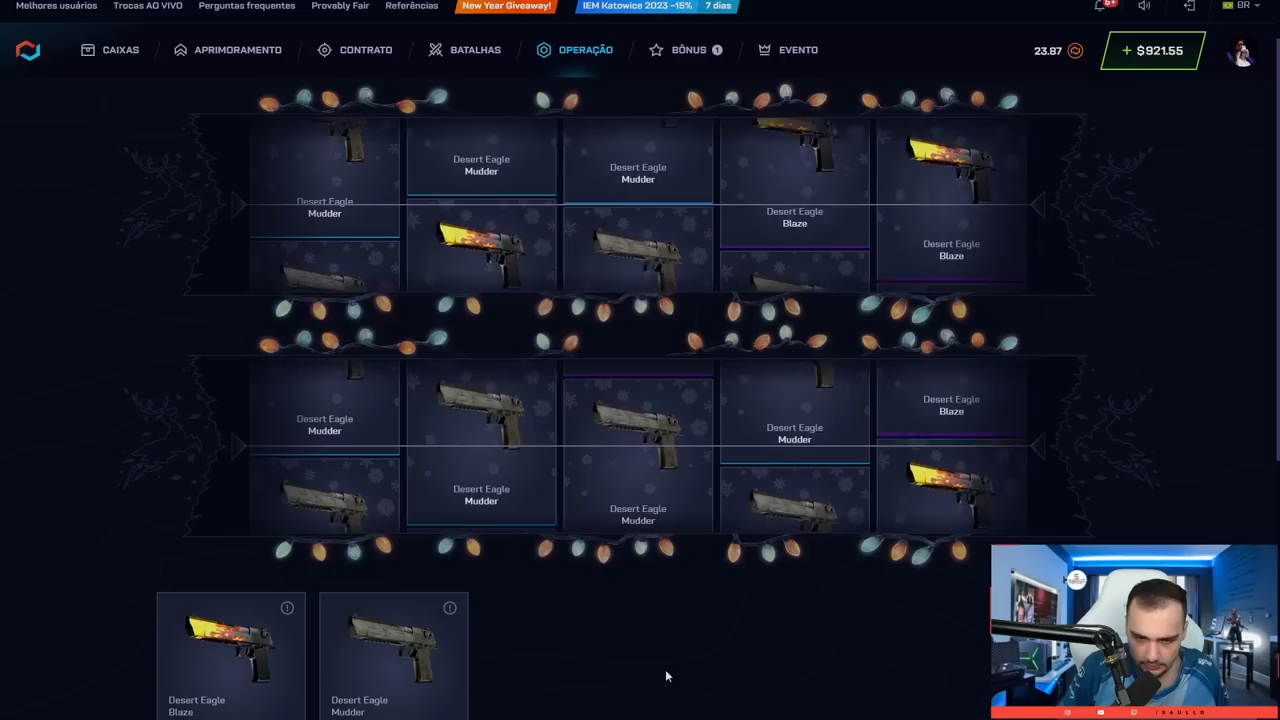 Melhores usuários Trocas AO VIVO Perguntas frequentes Provably Fair Referências New Year Giveaway! IEM Katowice 2023 -15% 7 dias 5+ BR
CAIXAS / APRIMORAMENTO / CONTRATO / BATALHAS / OPERAÇÃO / BÔNUS 1 / EVENTO 23.87 + $921.55
Desert Eagle
Mudder
Desert Eagle
Mudder
Desert Eagle
Mudder
Desert Eagle
Blaze
Desert Eagle
Blaze
Desert Eagle
Mudder
Desert Eagle
Mudder
Desert Eagle
Mudder
Desert Eagle
Mudder
Desert Eagle
Blaze
Desert Eagle
Blaze
Desert Eagle
Mudder
SAULLO